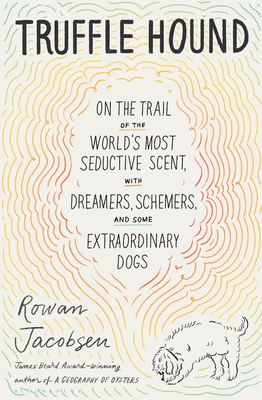 TRUFFLE HOUND
ON THE TRAIL
OF THE
WORLD'S MOST
SEDUCTIVE SCENT,
WITH
DREAMERS, SCHEMERS,
AND SOME
EXTRAORDINARY
DOGS
Rowan
Jacobsen
James Beard Award-winning
author of A GEOGRAPHY OF OYSTERS